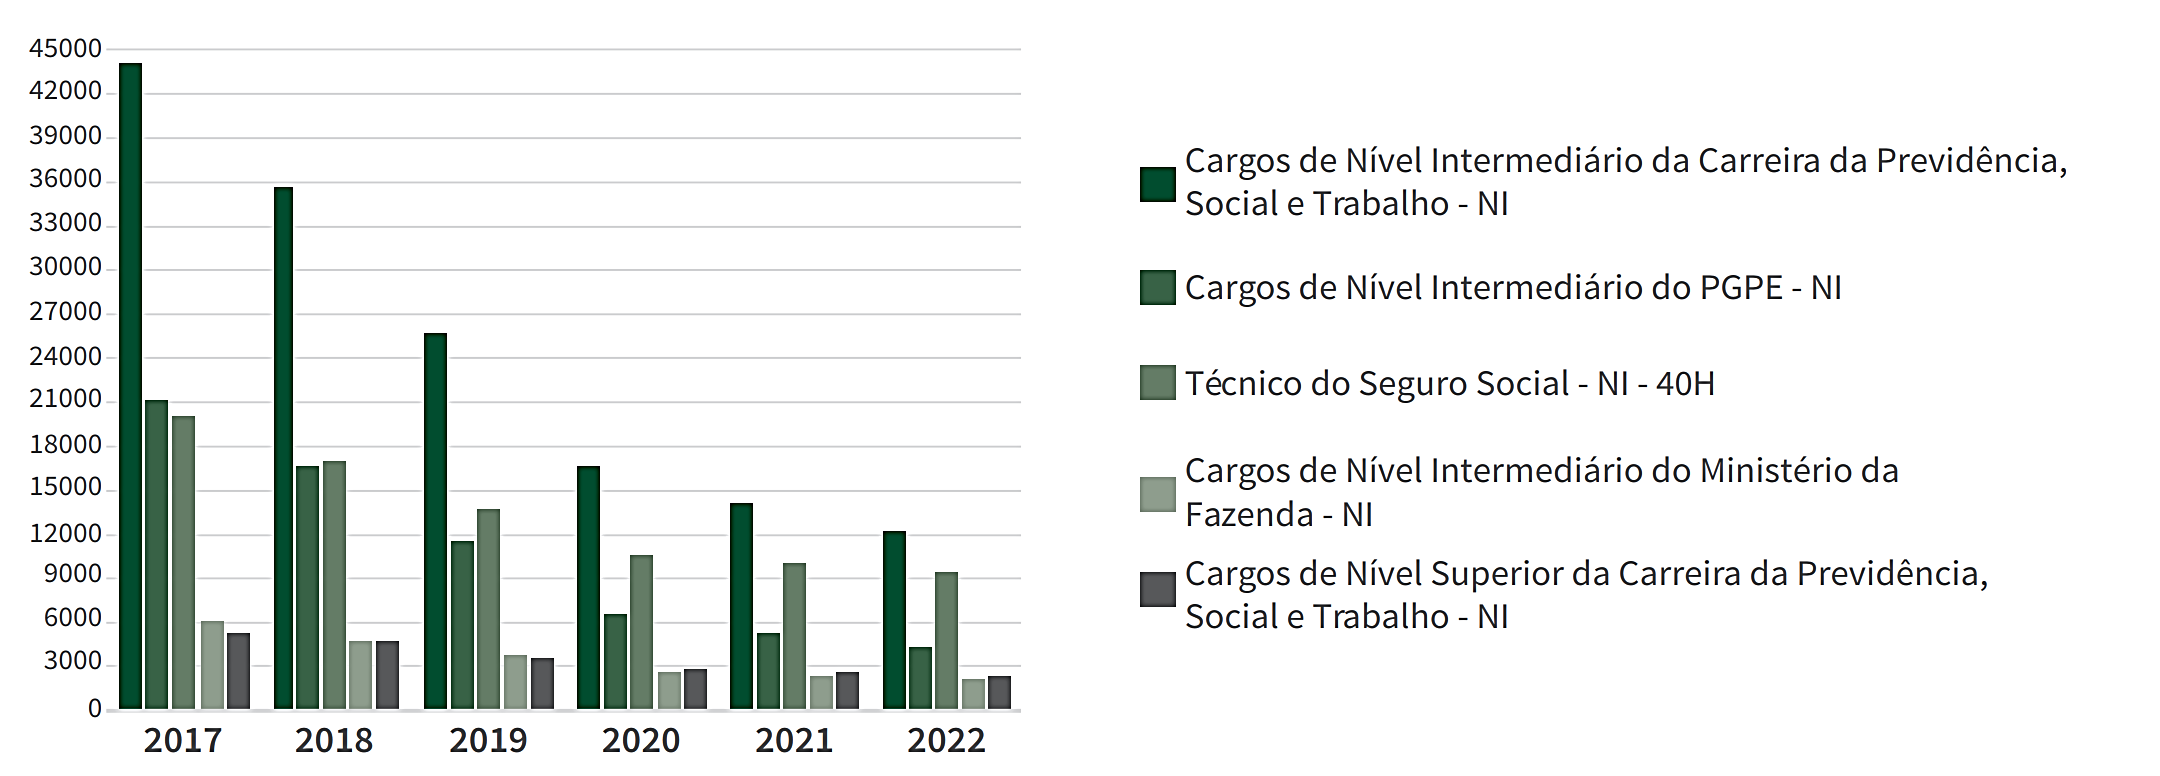 45000
42000
39000
36000
33000
30000
27000
24000
21000
18000
15000
12000
9000
6000
3000
0
2017 2018 2019 2020 2021 2022
Cargos de Nível Intermediário da Carreira da Previdência,
Social e Trabalho - NI
Cargos de Nível Intermediário do PGPE - NI
Técnico do Seguro Social - NI - 40H
Cargos de Nível Intermediário do Ministério da
Fazenda - NI
Cargos de Nível Superior da Carreira da Previdência,
Social e Trabalho - NI